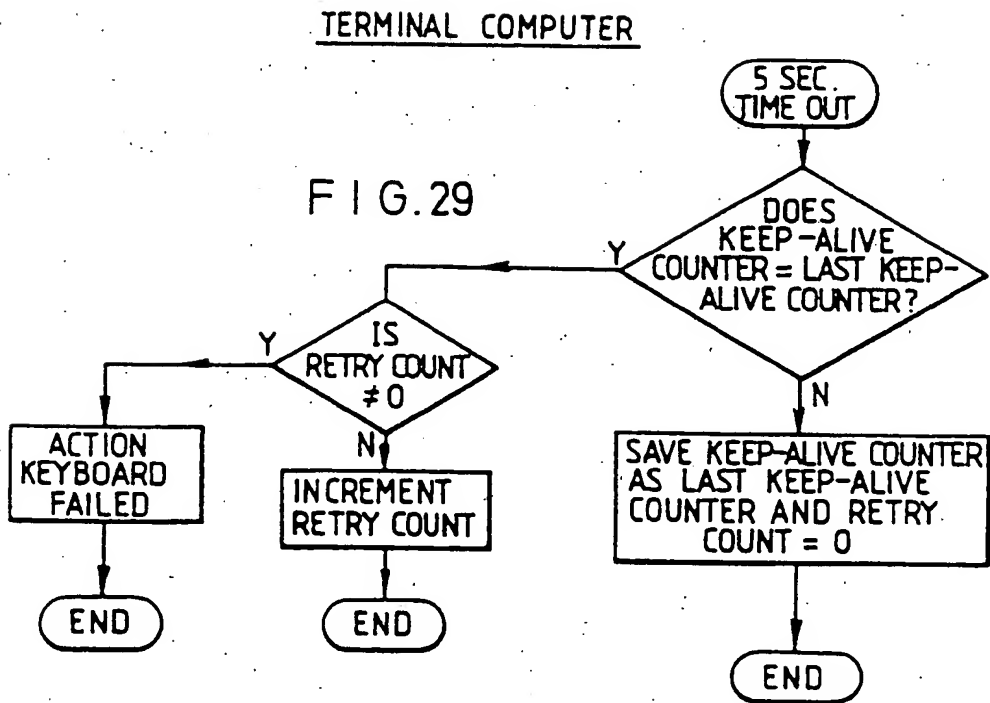 TERMINAL COMPUTER
5 SEC.
TIME OUT
FIG. 29
DOES
KEEP-ALIVE
COUNTER = LAST KEEP-
ALIVE COUNTER?
Y
N
IS
RETRY COUNT
≠ 0
Y
N
ACTION
KEYBOARD
FAILED
INCREMENT
RETRY COUNT
SAVE KEEP-ALIVE COUNTER
AS LAST KEEP-ALIVE
COUNTER AND RETRY
COUNT = 0
END
END
END